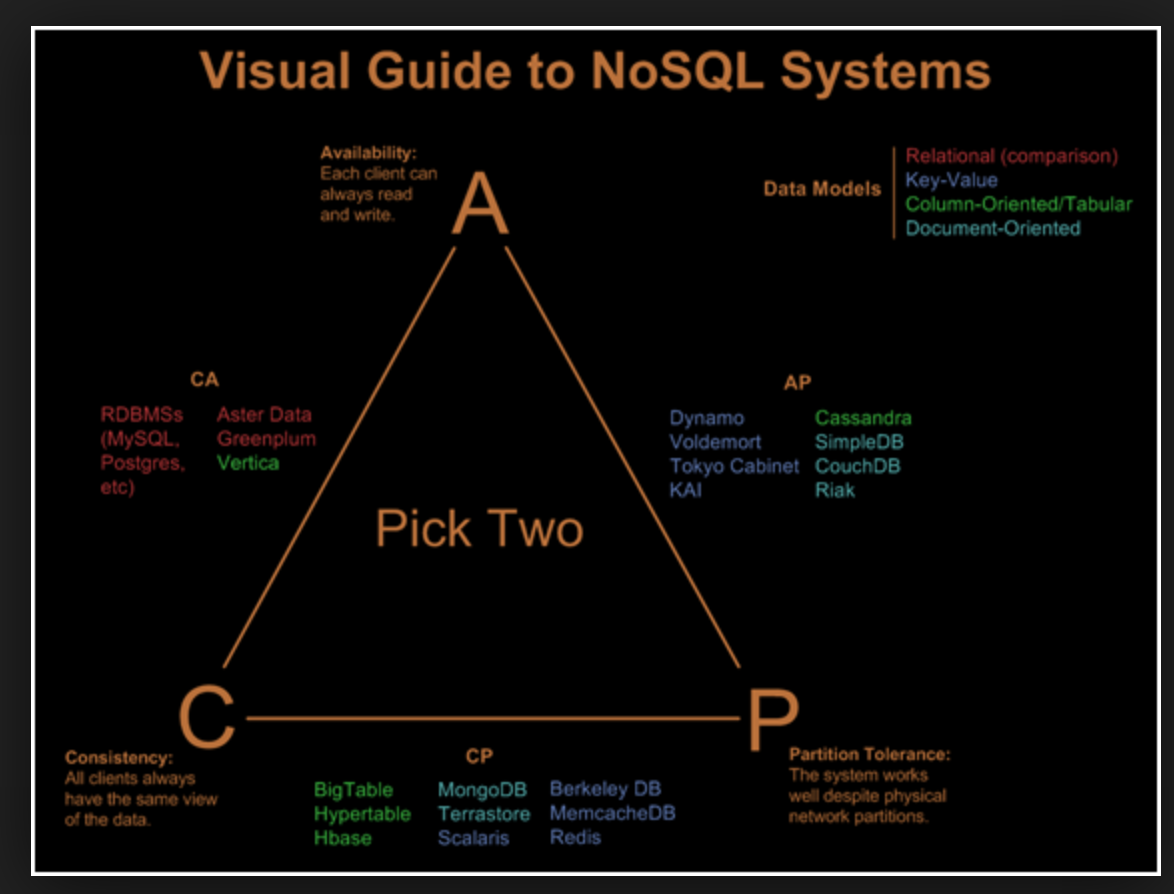 Visual Guide to NoSQL Systems
Availability:
Each client can
always read
and write.
A
Data Models
Relational (comparison)
Key-Value
Column-Oriented/Tabular
Document-Oriented
CA
RDBMSs
(MySQL,
Postgres,
etc)
Aster Data
Greenplum
Vertica
AP
Dynamo
Voldemort
Tokyo Cabinet
KAI
Cassandra
SimpleDB
CouchDB
Riak
Pick Two
C
P
Consistency:
All clients always
have the same view
of the data.
CP
BigTable
Hypertable
Hbase
MongoDB
Terrastore
Scalaris
Berkeley DB
MemcacheDB
Redis
Partition Tolerance:
The system works
well despite physical
network partitions.